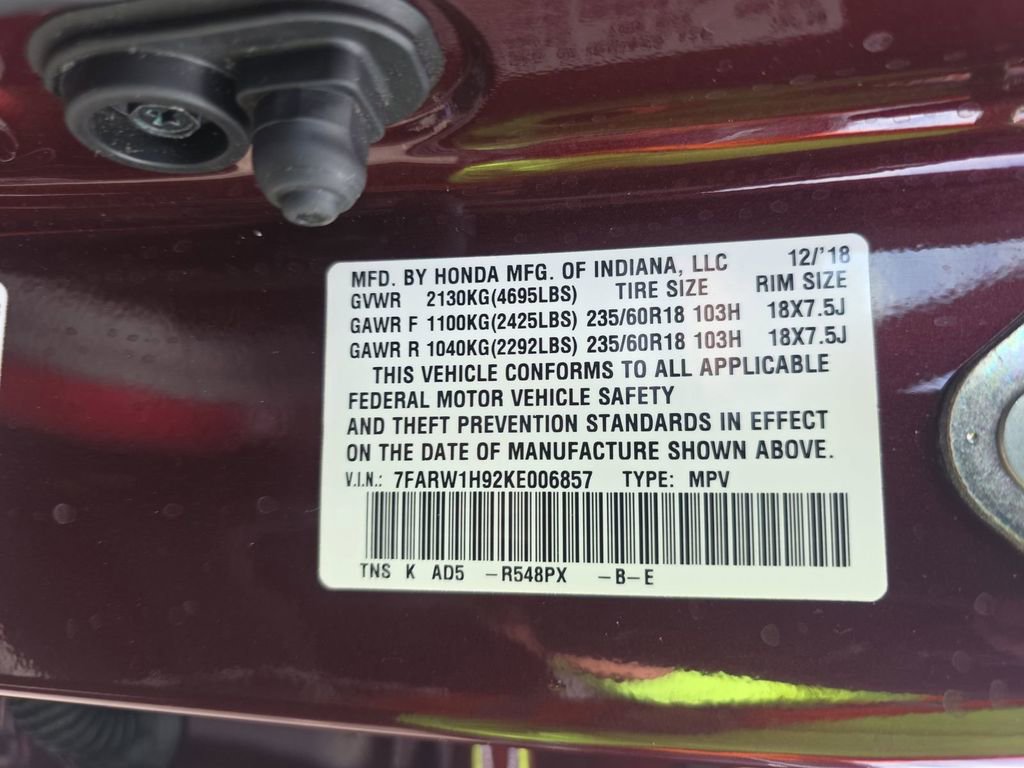 MFD. BY HONDA MFG. OF INDIANA, LLC 12/'18
GVWR 2130KG(4695LBS) TIRE SIZE RIM SIZE
GAWR F 1100KG(2425LBS) 235/60R18 103H 18X7.5J
GAWR R 1040KG(2292LBS) 235/60R18 103H 18X7.5J
THIS VEHICLE CONFORMS TO ALL APPLICABLE
FEDERAL MOTOR VEHICLE SAFETY
AND THEFT PREVENTION STANDARDS IN EFFECT
ON THE DATE OF MANUFACTURE SHOWN ABOVE.
V.I.N.: 7FARW1H92KE006857 TYPE: MPV
TNS K AD5 -R548PX -B-E